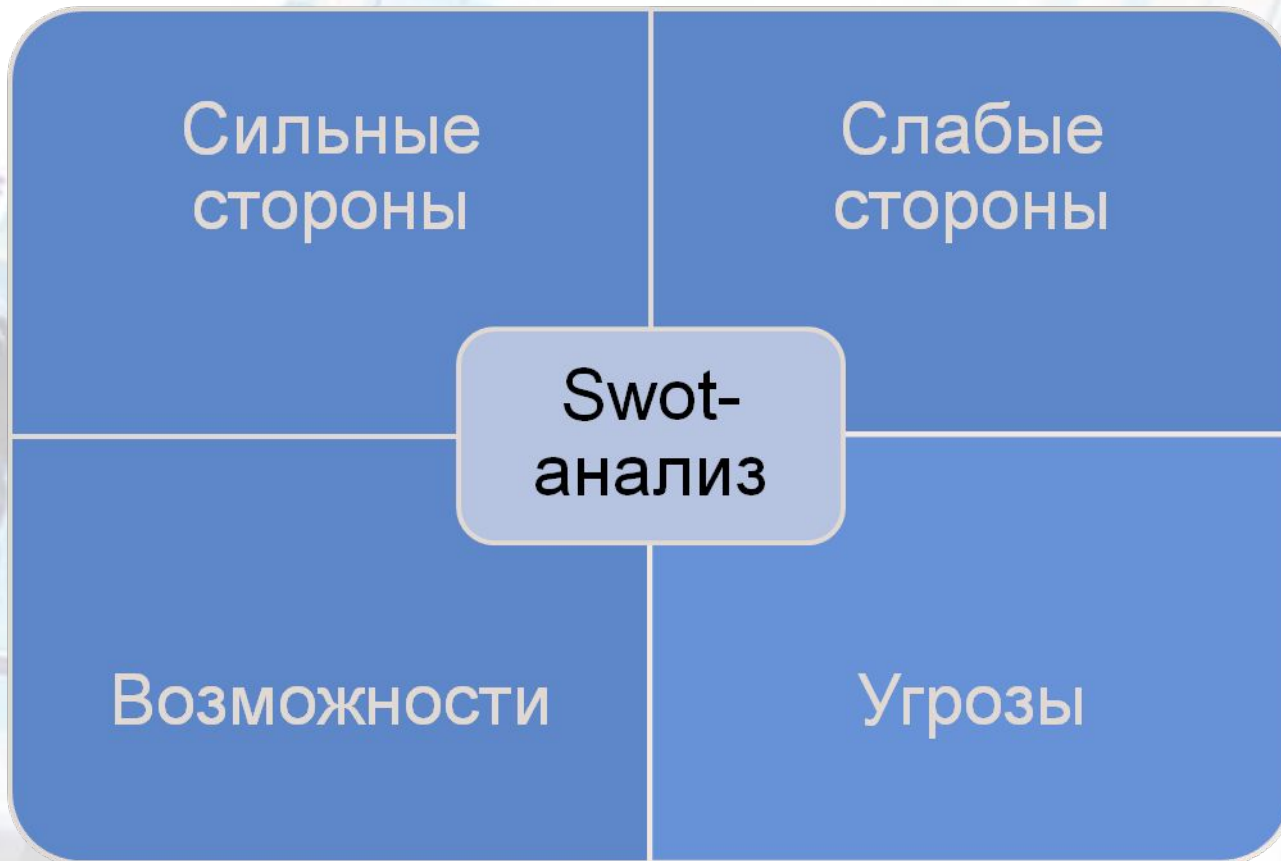 Сильные
стороны
Слабые
стороны
Swot-
анализ
Возможности
Угрозы